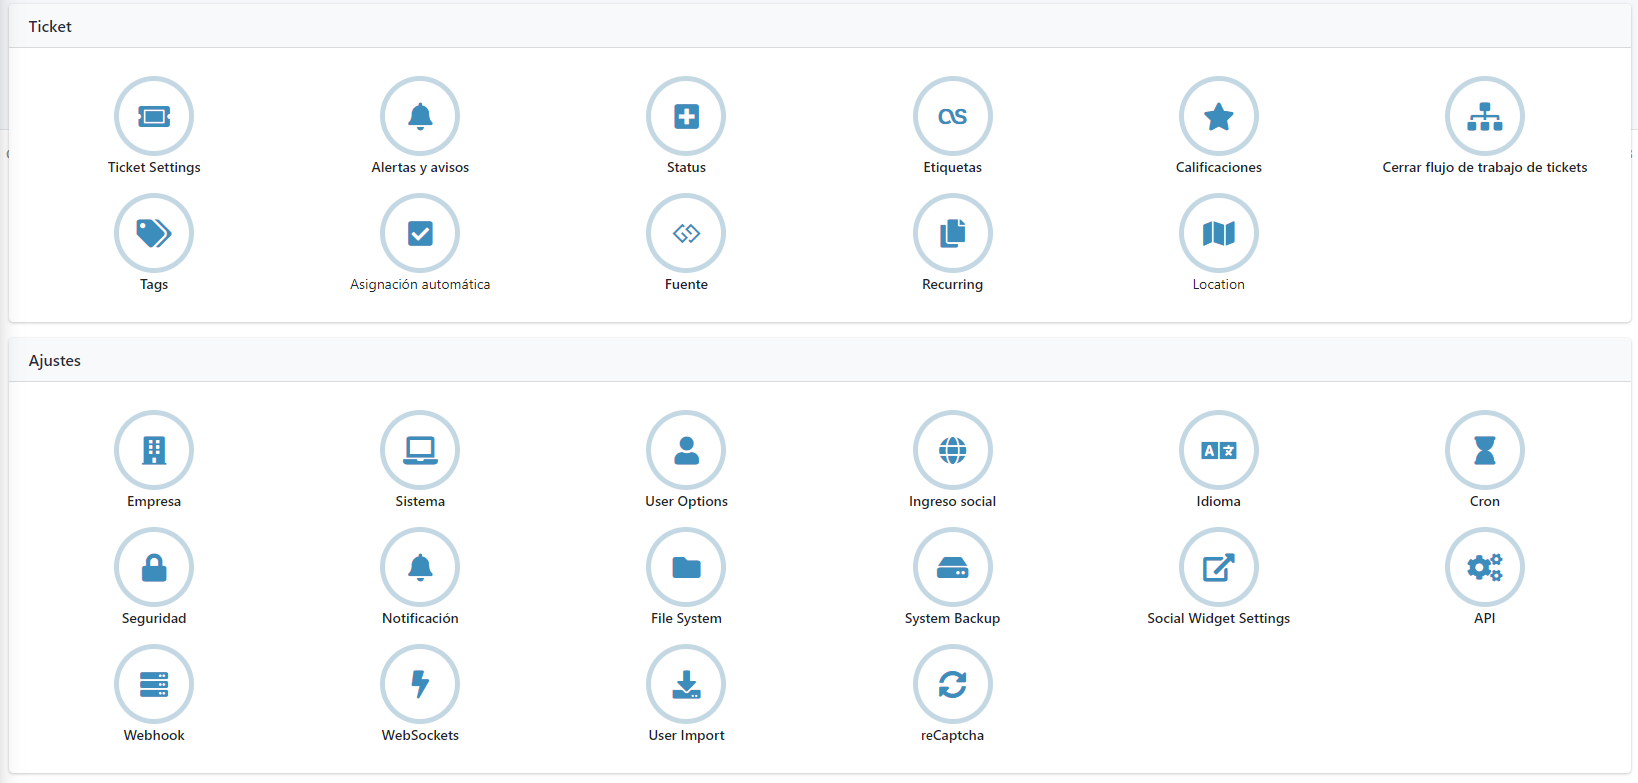 Ticket
Ticket Settings
Alertas y avisos
Status
Etiquetas
Calificaciones
Cerrar flujo de trabajo de tickets
Tags
Asignación automática
Fuente
Recurring
Location
Ajustes
Empresa
Sistema
User Options
Ingreso social
Idioma
Cron
Seguridad
Notificación
File System
System Backup
Social Widget Settings
API
Webhook
WebSockets
User Import
reCaptcha